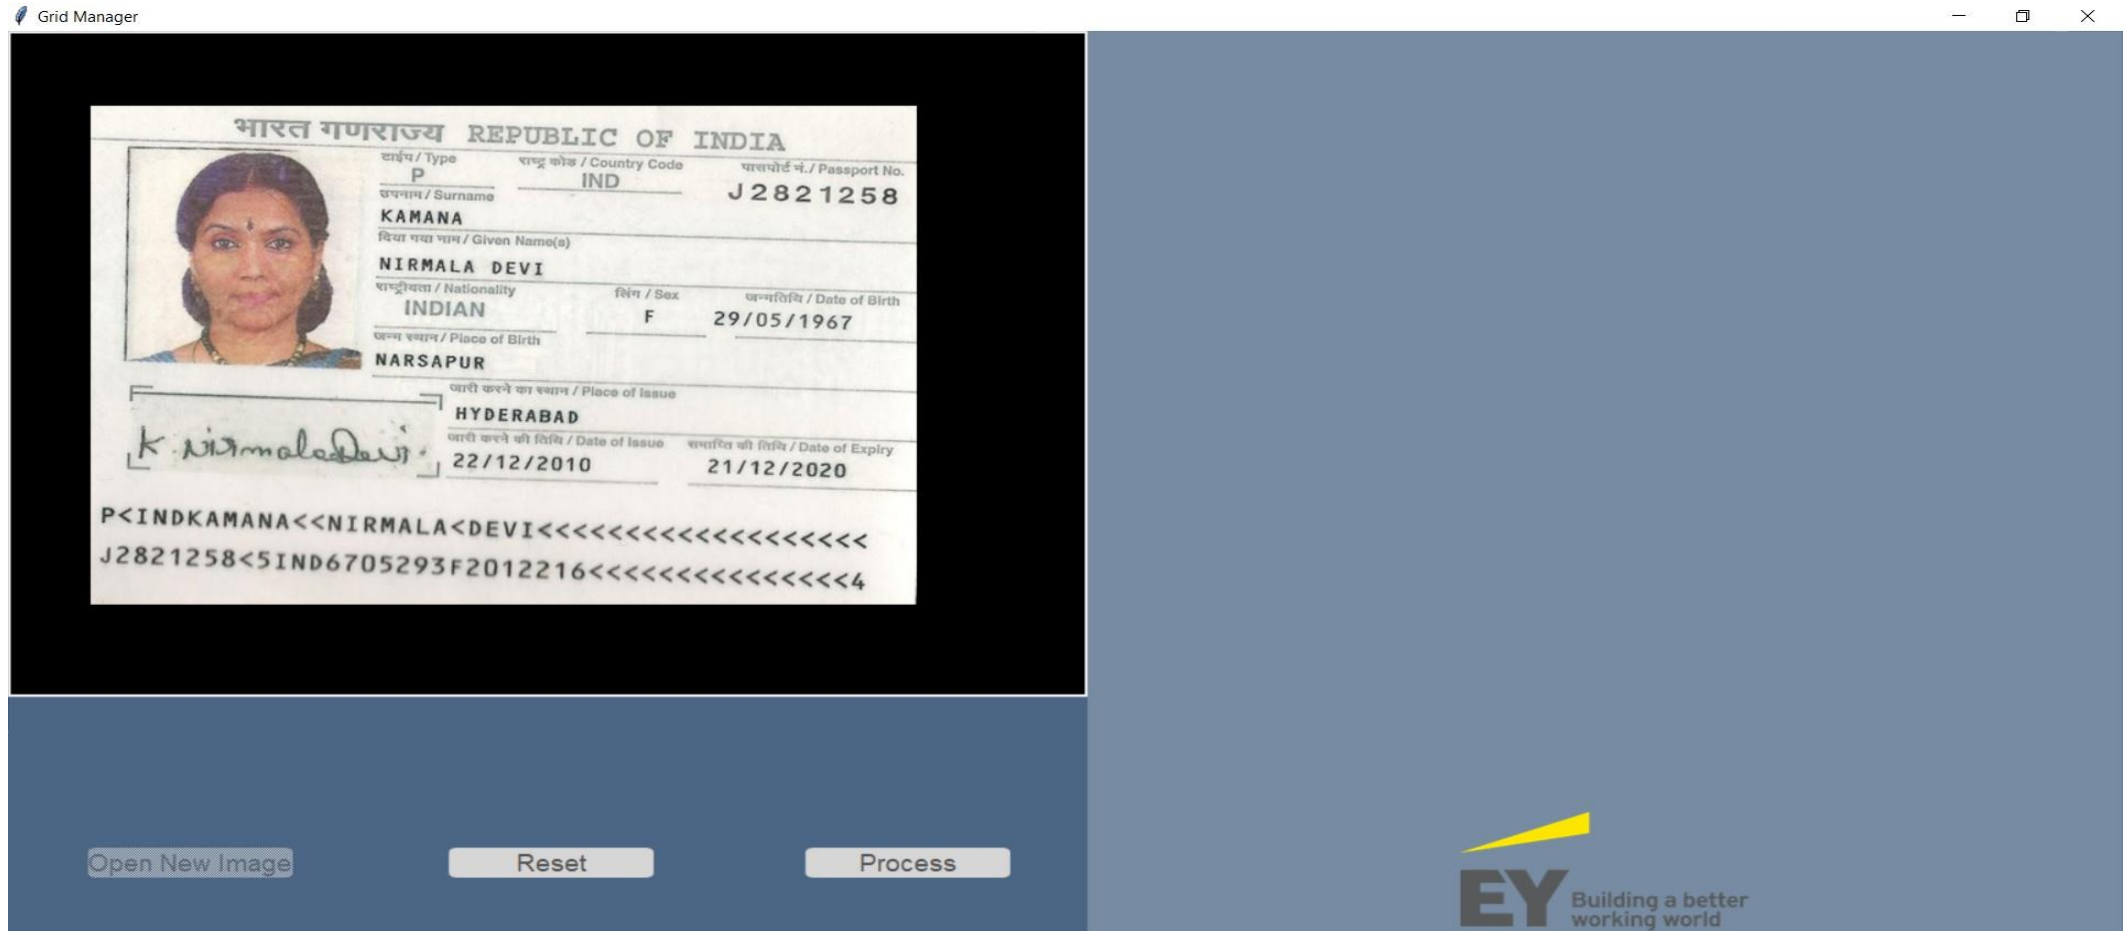 Grid Manager
भारत गणराज्य REPUBLIC OF INDIA
टाईप / Type
राष्ट्र कोड / Country Code
पासपोर्ट नं./ Passport No.
P
IND
J2821258
उपनाम / Surname
KAMANA
दिया गया नाम / Given Name(s)
NIRMALA DEVI
राष्ट्रीयता / Nationality
लिंग / Sex
जन्मतिथि / Date of Birth
INDIAN
F
29/05/1967
जन्म स्थान / Place of Birth
NARSAPUR
जारी करने का स्थान / Place of Issue
HYDERABAD
K. Nirmala Devi.
जारी करने की तिथि / Date of Issue
समाप्ति की तिथि / Date of Expiry
22/12/2010
21/12/2020
P<INDKAMANA<<NIRMALA<DEVI<<<<<<<<<<<<<<<<<<<
J2821258<5IND6705293F2012216<<<<<<<<<<<<<<<4
Open New Image
Reset
Process
EY
Building a better
working world